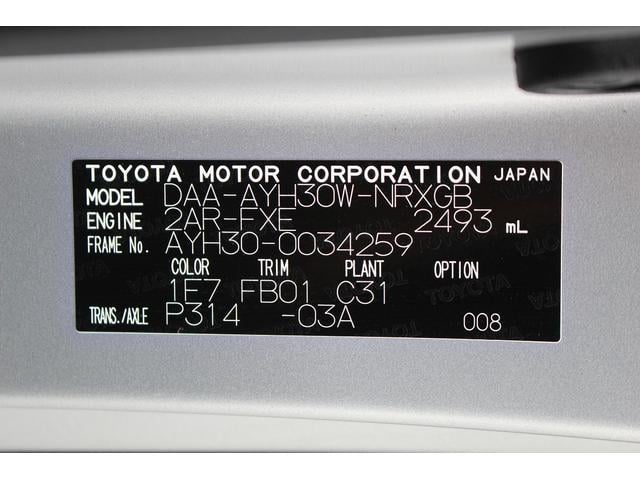 TOYOTA MOTOR CORPORATION JAPAN
MODEL DAA-AYH30W-NRXGB
ENGINE 2AR-FXE 2493 mL
FRAME No. AYH30-0034259
COLOR TRIM PLANT OPTION
1F7 FB01 C31
TRANS./AXLE P314 -03A 008